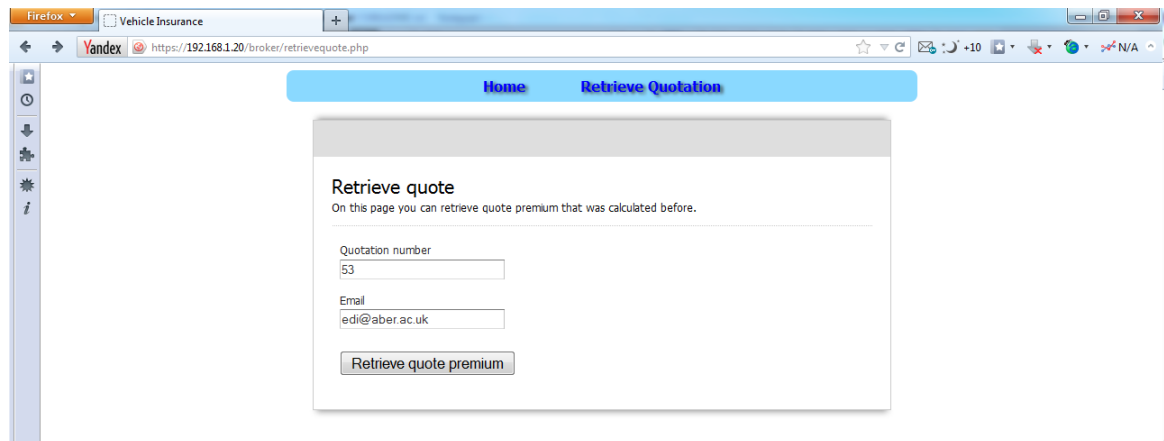 Firefox
Vehicle Insurance
+
Yandex https://192.168.1.20/broker/retrievequote.php +10 N/A
Home Retrieve Quotation
Retrieve quote
On this page you can retrieve quote premium that was calculated before.
Quotation number
53
Email
edi@aber.ac.uk
Retrieve quote premium